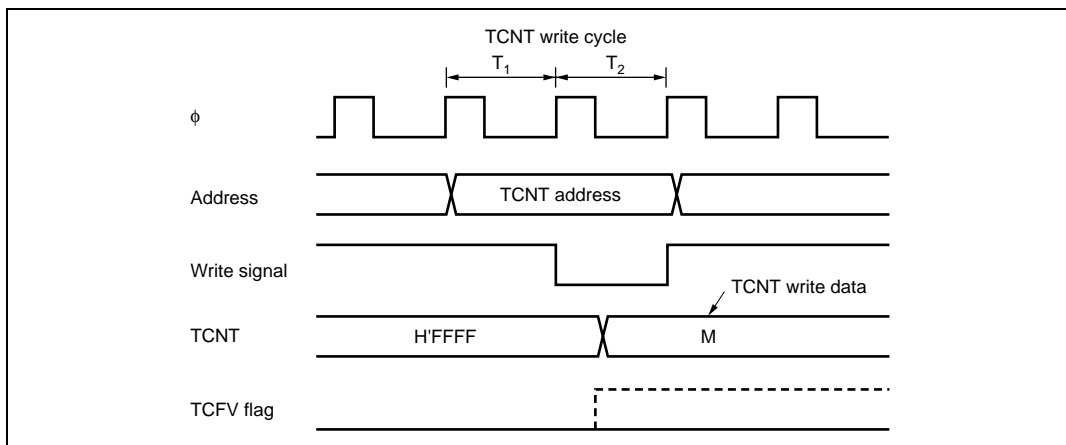 TCNT write cycle
T1 T2
φ
Address
TCNT address
Write signal
TCNT write data
TCNT
H'FFFF
M
TCFV flag